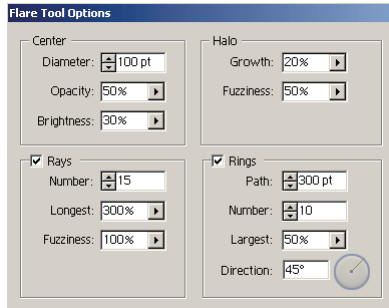 Flare Tool Options
Center
Diameter: 100 pt
Opacity: 50%
Brightness: 30%
Halo
Growth: 20%
Fuzziness: 50%
Rays
Number: 15
Longest: 300%
Fuzziness: 100%
Rings
Path: 300 pt
Number: 10
Largest: 50%
Direction: 45°